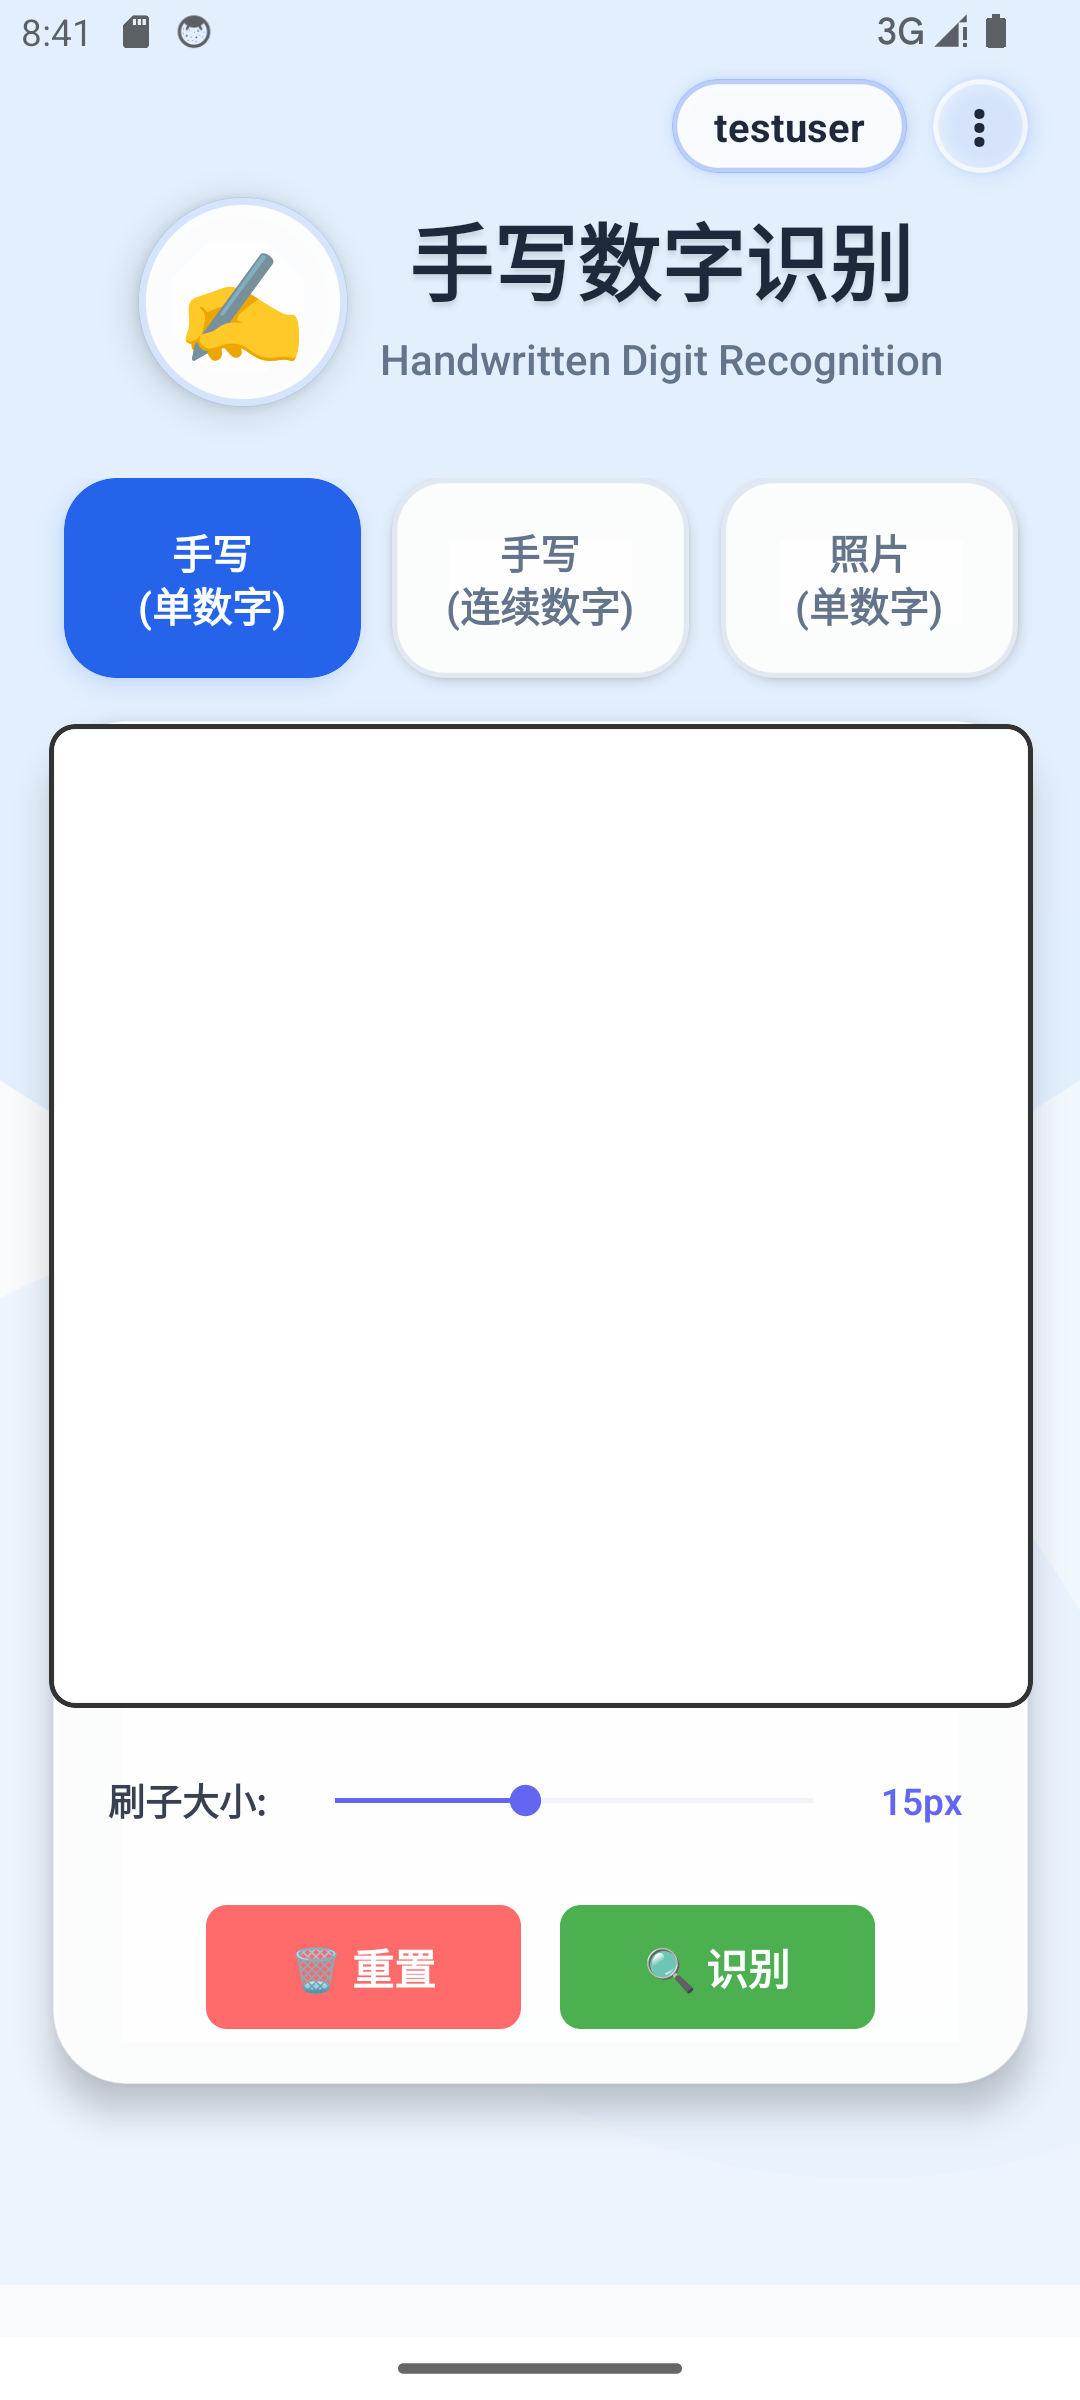 8:41
3G
testuser
手写数字识别
Handwritten Digit Recognition
手写
(单数字)
手写
(连续数字)
照片
(单数字)
刷子大小:
15px
重置
识别